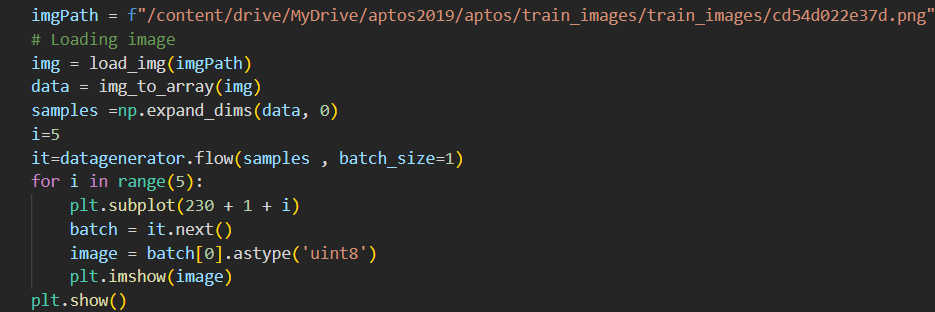 imgPath = f"/content/drive/MyDrive/aptos2019/aptos/train_images/train_images/cd54d022e37d.png"
# Loading image
img = load_img(imgPath)
data = img_to_array(img)
samples =np.expand_dims(data, 0)
i=5
it=datagenerator.flow(samples , batch_size=1)
for i in range(5):
    plt.subplot(230 + 1 + i)
    batch = it.next()
    image = batch[0].astype('uint8')
    plt.imshow(image)
plt.show()